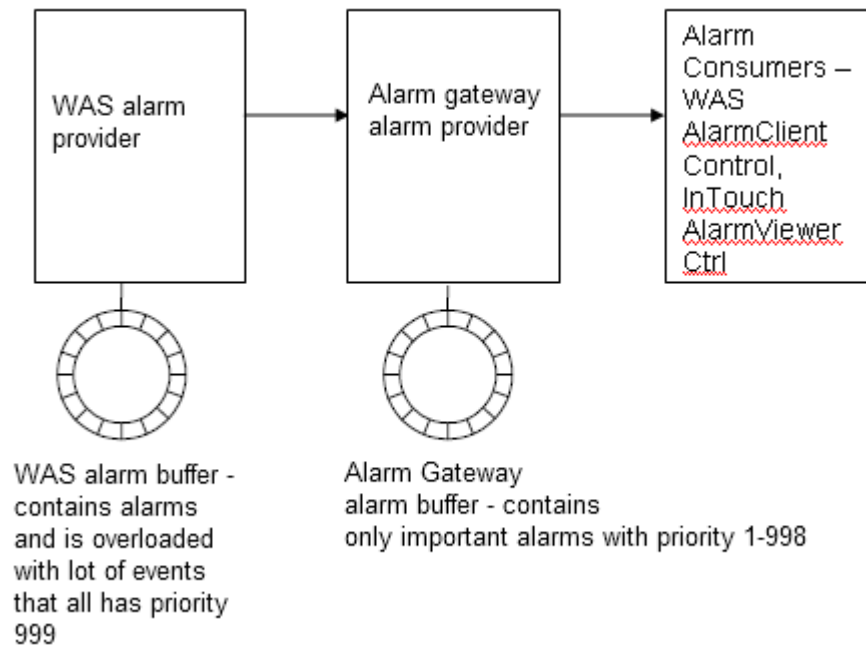 WAS alarm
provider
Alarm gateway
alarm provider
Alarm
Consumers –
WAS
AlarmClient
Control,
InTouch
AlarmViewer
Ctrl
WAS alarm buffer -
contains alarms
and is overloaded
with lot of events
that all has priority
999
Alarm Gateway
alarm buffer - contains
only important alarms with priority 1-998